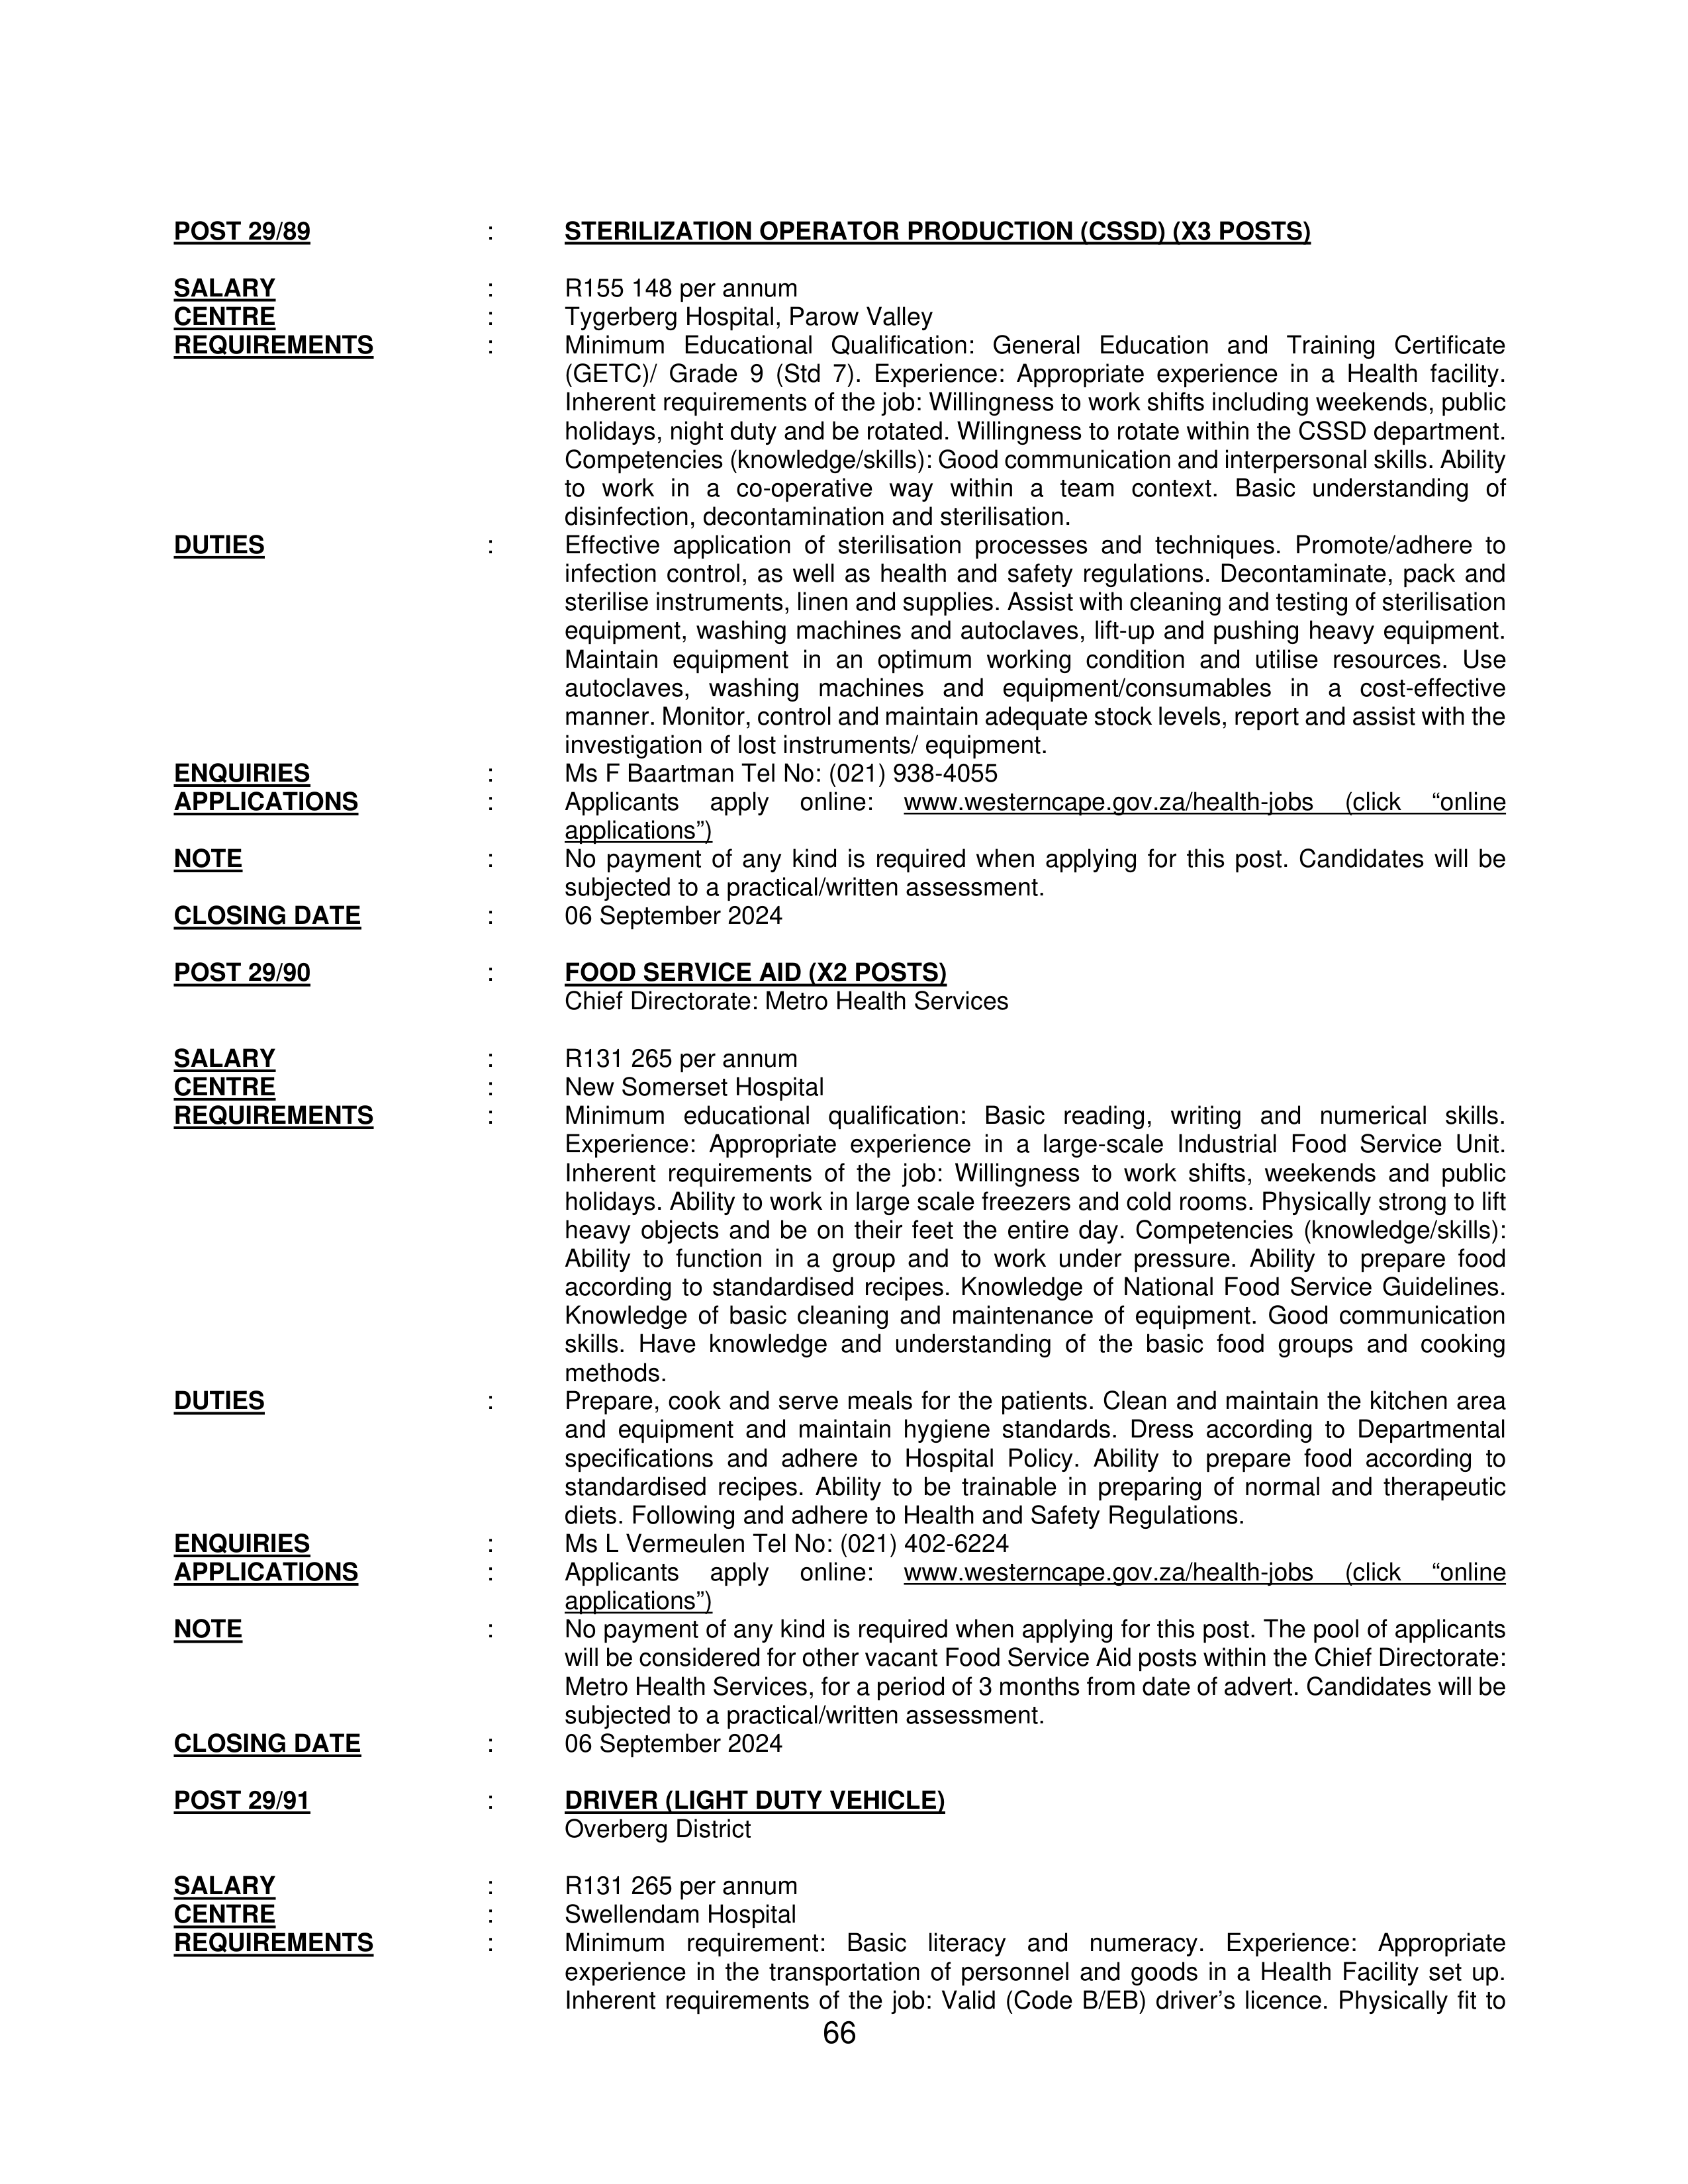 POST 29/89 : STERILIZATION OPERATOR PRODUCTION (CSSD) (X3 POSTS)
SALARY : R155 148 per annum
CENTRE : Tygerberg Hospital, Parow Valley
REQUIREMENTS : Minimum Educational Qualification: General Education and Training Certificate
(GETC)/ Grade 9 (Std 7). Experience: Appropriate experience in a Health facility.
Inherent requirements of the job: Willingness to work shifts including weekends, public
holidays, night duty and be rotated. Willingness to rotate within the CSSD department.
Competencies (knowledge/skills): Good communication and interpersonal skills. Ability
to work in a co-operative way within a team context. Basic understanding of
disinfection, decontamination and sterilisation.
DUTIES : Effective application of sterilisation processes and techniques. Promote/adhere to
infection control, as well as health and safety regulations. Decontaminate, pack and
sterilise instruments, linen and supplies. Assist with cleaning and testing of sterilisation
equipment, washing machines and autoclaves, lift-up and pushing heavy equipment.
Maintain equipment in an optimum working condition and utilise resources. Use
autoclaves, washing machines and equipment/consumables in a cost-effective
manner. Monitor, control and maintain adequate stock levels, report and assist with the
investigation of lost instruments/ equipment.
ENQUIRIES : Ms F Baartman Tel No: (021) 938-4055
APPLICATIONS : Applicants apply online: www.westerncape.gov.za/health-jobs (click “online
applications”)
NOTE : No payment of any kind is required when applying for this post. Candidates will be
subjected to a practical/written assessment.
CLOSING DATE : 06 September 2024
POST 29/90 : FOOD SERVICE AID (X2 POSTS)
Chief Directorate: Metro Health Services
SALARY : R131 265 per annum
CENTRE : New Somerset Hospital
REQUIREMENTS : Minimum educational qualification: Basic reading, writing and numerical skills.
Experience: Appropriate experience in a large-scale Industrial Food Service Unit.
Inherent requirements of the job: Willingness to work shifts, weekends and public
holidays. Ability to work in large scale freezers and cold rooms. Physically strong to lift
heavy objects and be on their feet the entire day. Competencies (knowledge/skills):
Ability to function in a group and to work under pressure. Ability to prepare food
according to standardised recipes. Knowledge of National Food Service Guidelines.
Knowledge of basic cleaning and maintenance of equipment. Good communication
skills. Have knowledge and understanding of the basic food groups and cooking
methods.
DUTIES : Prepare, cook and serve meals for the patients. Clean and maintain the kitchen area
and equipment and maintain hygiene standards. Dress according to Departmental
specifications and adhere to Hospital Policy. Ability to prepare food according to
standardised recipes. Ability to be trainable in preparing of normal and therapeutic
diets. Following and adhere to Health and Safety Regulations.
ENQUIRIES : Ms L Vermeulen Tel No: (021) 402-6224
APPLICATIONS : Applicants apply online: www.westerncape.gov.za/health-jobs (click “online
applications”)
NOTE : No payment of any kind is required when applying for this post. The pool of applicants
will be considered for other vacant Food Service Aid posts within the Chief Directorate:
Metro Health Services, for a period of 3 months from date of advert. Candidates will be
subjected to a practical/written assessment.
CLOSING DATE : 06 September 2024
POST 29/91 : DRIVER (LIGHT DUTY VEHICLE)
Overberg District
SALARY : R131 265 per annum
CENTRE : Swellendam Hospital
REQUIREMENTS : Minimum requirement: Basic literacy and numeracy. Experience: Appropriate
experience in the transportation of personnel and goods in a Health Facility set up.
Inherent requirements of the job: Valid (Code B/EB) driver’s licence. Physically fit to
66